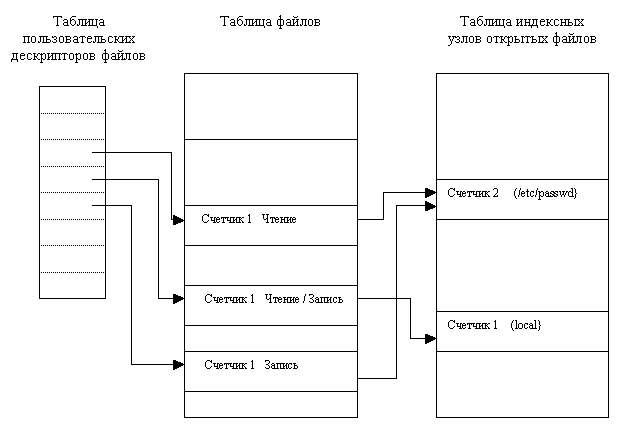 Таблица
пользовательских
дескрипторов файлов
Таблица файлов
Таблица индексных
узлов открытых файлов
Счетчик 1 Чтение
Счетчик 1 Чтение / Запись
Счетчик 1 Запись
Счетчик 2 (/etc/passwd}
Счетчик 1 (local}